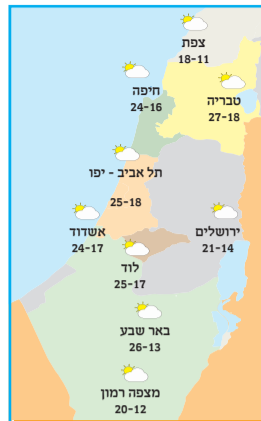 צפת
18-11
חיפה
24-16
טבריה
27-18
תל אביב - יפו
25-18
ירושלים
21-14
אשדוד
24-17
לוד
25-17
באר שבע
26-13
מצפה רמון
20-12